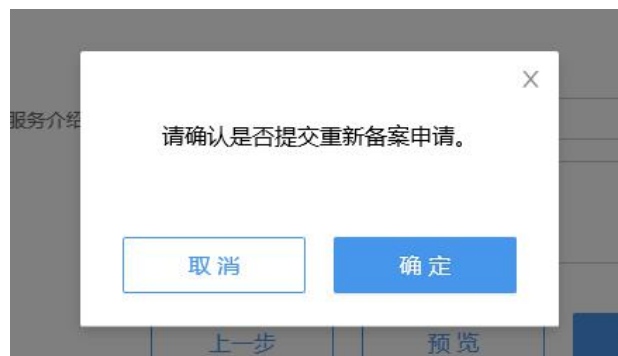 服务介绍
请确认是否提交重新备案申请。
取消
确定
上一步
预览